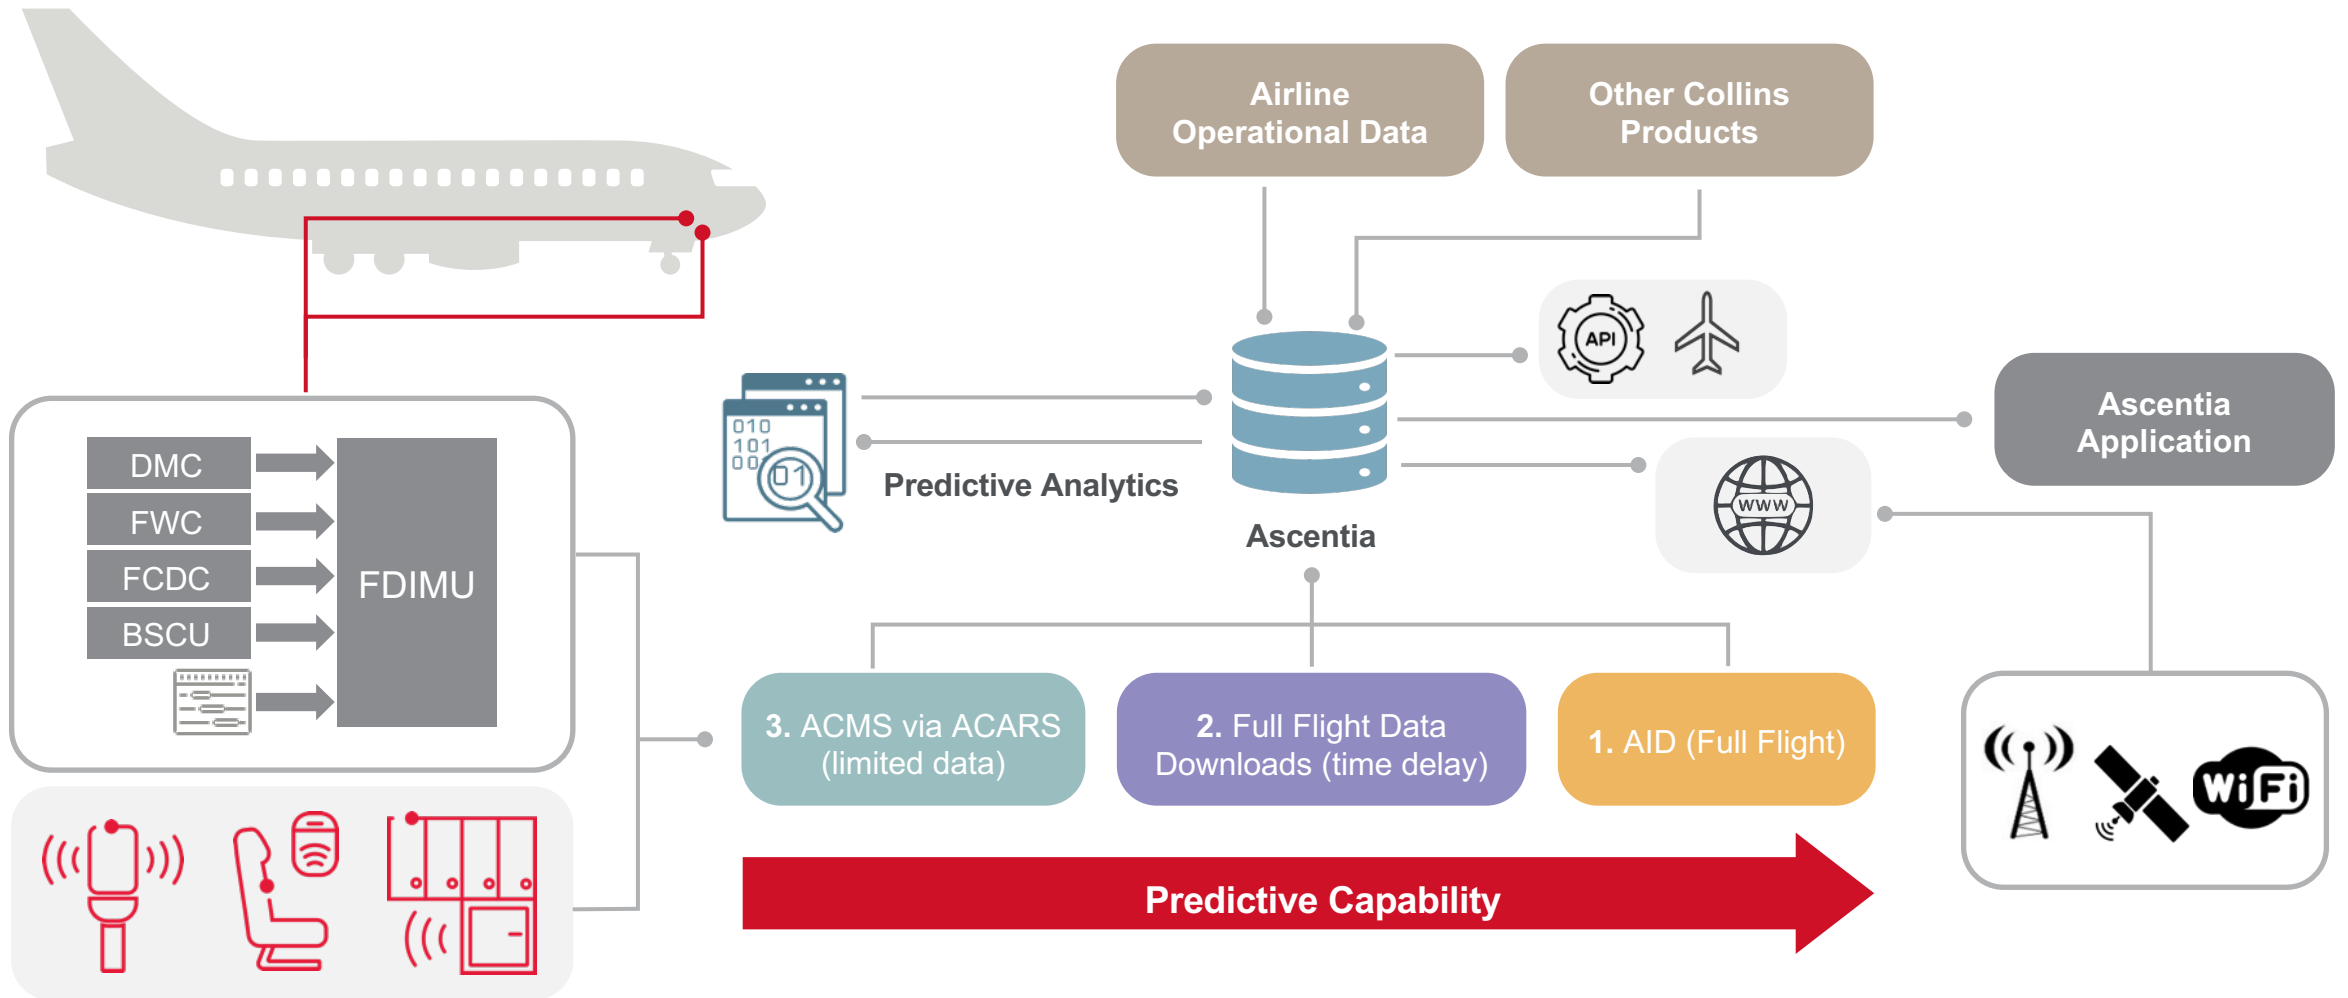 Airline
Operational Data
Other Collins
Products
API
Ascentia
Application
010
101
00
01
Predictive Analytics
Ascentia
WWW
DMC
FWC
FCDC
BSCU
FDIMU
3. ACMS via ACARS
(limited data)
2. Full Flight Data
Downloads (time delay)
1. AID (Full Flight)
WiFi
Predictive Capability